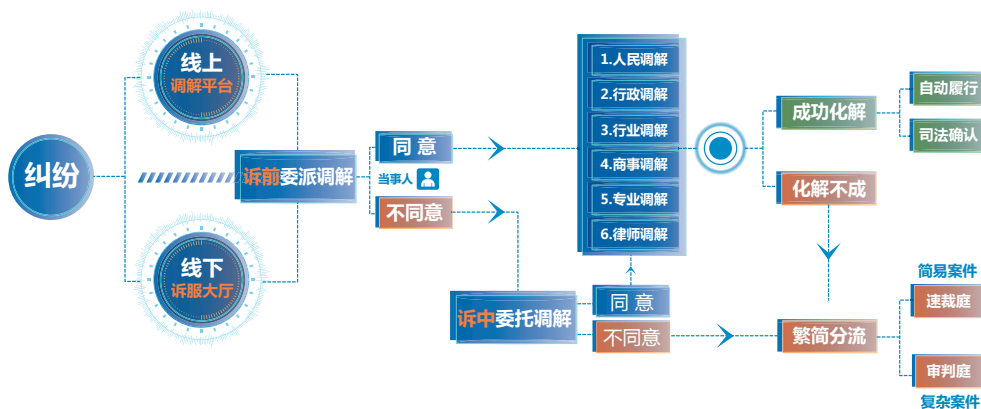 纠纷
线上
调解平台
线下
诉服大厅
诉前委派调解
同意
当事人
不同意
诉中委托调解
同意
不同意
1.人民调解
2.行政调解
3.行业调解
4.商事调解
5.专业调解
6.律师调解
成功化解
自动履行
司法确认
化解不成
繁简分流
简易案件
速裁庭
审判庭
复杂案件